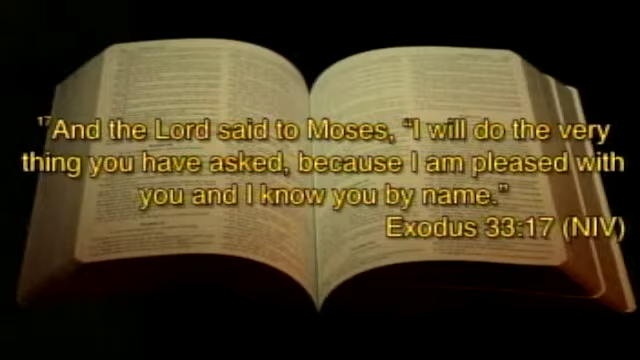 ¹⁷And the Lord said to Moses, “I will do the very
thing you have asked, because I am pleased with
you and I know you by name.”
Exodus 33:17 (NIV)